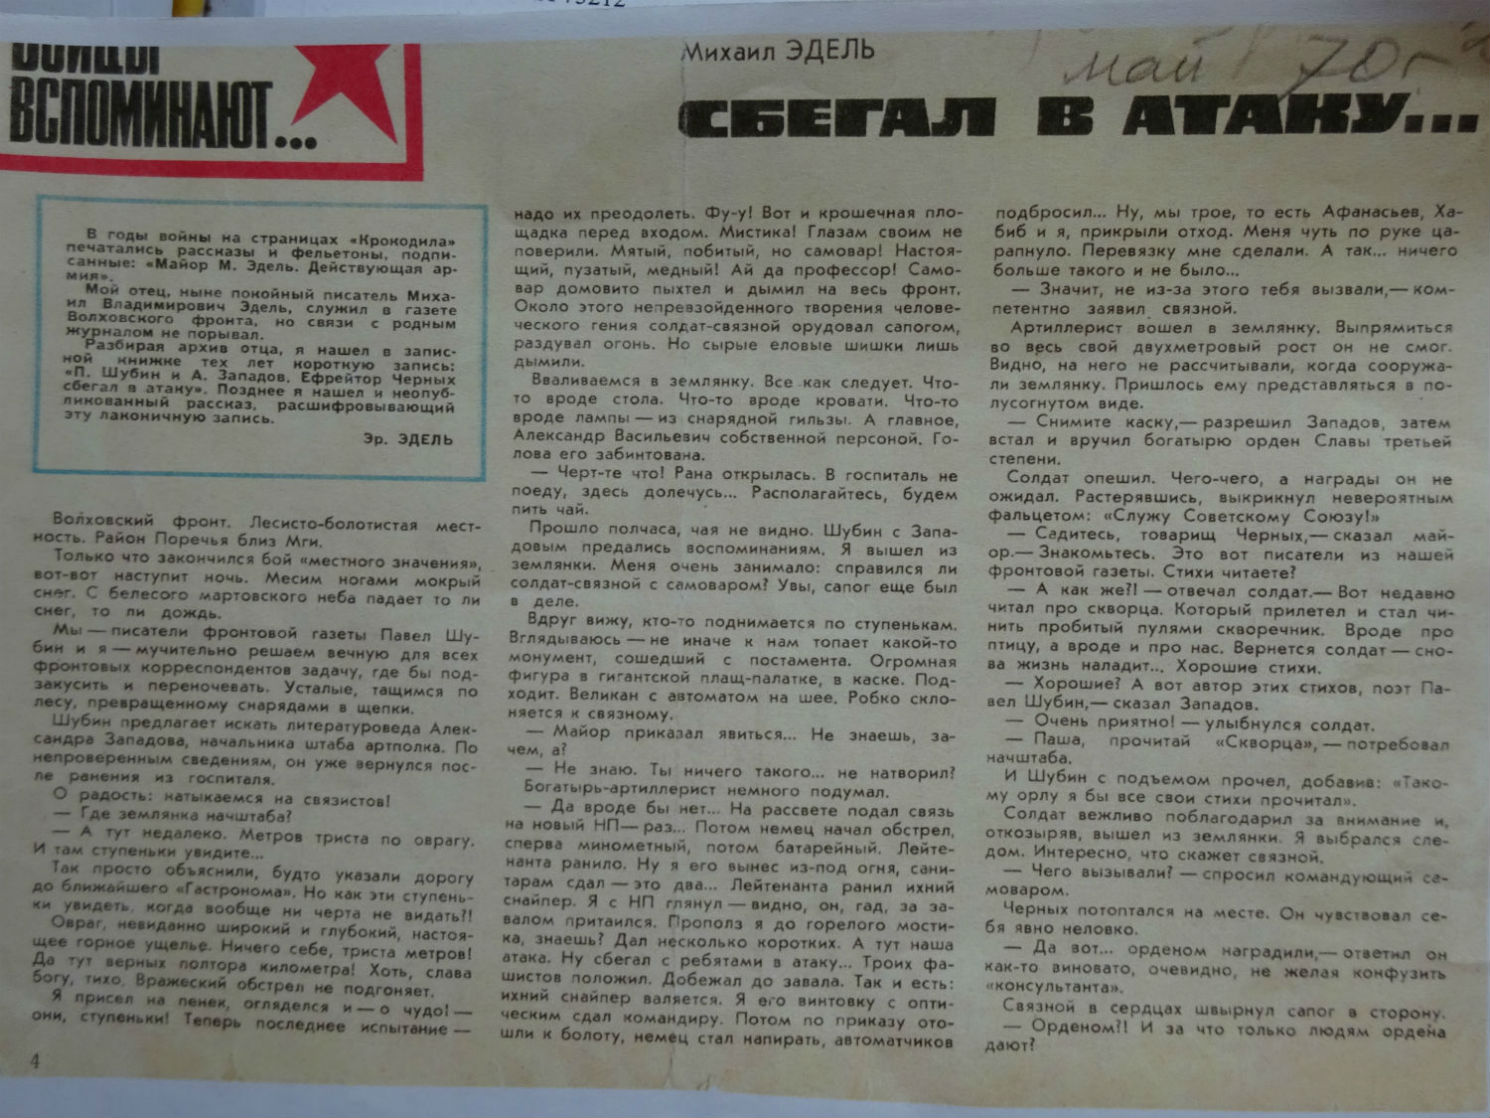 73212
ВСПОМИНАЮТ...
Михаил ЭДЕЛЬ
май 70 г
СБЕГАЛ В АТАКУ...
В годы войны на страницах «Крокодила»
печатались рассказы и фельетоны, подпи-
санные: «Майор М. Эдель. Действующая ар-
мия».
Мой отец, ныне покойный писатель Миха-
ил Владимирович Эдель, служил в газете
Волховского фронта, но связи с родным
журналом не порывал.
Разбирая архив отца, я нашел в запис-
ной книжке тех лет короткую запись:
«П. Шубин и А. Западов. Ефрейтор Черных
сбегал в атаку». Позднее я нашел и неопуб-
ликованный рассказ, расшифровывающий
эту лаконичную запись.
Эр. ЭДЕЛЬ
Волховский фронт. Лесисто-болотистая мест-
ность. Район Поречья близ Мги.
Только что закончился бой «местного значения»,
вот-вот наступит ночь. Месим ногами мокрый
снег. С белесого мартовского неба падает то ли
снег, то ли дождь.
Мы — писатели фронтовой газеты Павел Шу-
бин и я — мучительно решаем вечную для всех
фронтовых корреспондентов задачу, где бы под-
закусить и переночевать. Усталые, тащимся по
лесу, превращенному снарядами в щепки.
Шубин предлагает искать литературоведа Алек-
сандра Западова, начальника штаба артполка. По
непроверенным сведениям, он уже вернулся пос-
ле ранения из госпиталя.
О радость: натыкаемся на связистов!
— Где землянка начштаба?
— А тут недалеко. Метров триста по оврагу.
И там ступеньки увидите...
Так просто объяснили, будто указали дорогу
до ближайшего «Гастронома». Но как эти ступень-
ки увидеть, когда вообще ни черта не видать?!
Овраг, невиданно широкий и глубокий, настоя-
щее горное ущелье. Ничего себе, триста метров!
Да тут верных полтора километра! Хоть, слава
богу, тихо. Вражеский обстрел не подгоняет.
Я присел на пенек, огляделся и — о чудо! —
они, ступеньки! Теперь последнее испытание —
4
надо их преодолеть. Фу-у! Вот и крошечная пло-
щадка перед входом. Мистика! Глазам своим не
поверили. Мятый, побитый, но самовар! Настоя-
щий, пузатый, медный! Ай да профессор! Само-
вар домовито пыхтел и дымил на весь фронт.
Около этого непревзойденного творения челове-
ческого гения солдат-связной орудовал сапогом,
раздувал огонь. Но сырые еловые шишки лишь
дымили.
Вваливаемся в землянку. Все как следует. Что-
то вроде стола. Что-то вроде кровати. Что-то
вроде лампы — из снарядной гильзы. А главное,
Александр Васильевич собственной персоной. Го-
лова его забинтована.
— Черт-те что! Рана открылась. В госпиталь не
поеду, здесь долечусь... Располагайтесь, будем
пить чай.
Прошло полчаса, чая не видно. Шубин с Запа-
довым предались воспоминаниям. Я вышел из
землянки. Меня очень занимало: справился ли
солдат-связной с самоваром? Увы, сапог еще был
в деле.
Вдруг вижу, кто-то поднимается по ступенькам.
Вглядываюсь — не иначе к нам топает какой-то
монумент, сошедший с постамента. Огромная
фигура в гигантской плащ-палатке, в каске. Под-
ходит. Великан с автоматом на шее. Робко скло-
няется к связному.
— Майор приказал явиться... Не знаешь, за-
чем, а?
— Не знаю. Ты ничего такого... не натворил?
Богатырь-артиллерист немного подумал.
— Да вроде бы нет... На рассвете подал связь
на новый НП — раз... Потом немец начал обстрел,
сперва минометный, потом батарейный. Лейте-
нанта ранило. Ну я его вынес из-под огня, сани-
тарам сдал — это два... Лейтенанта ранил ихний
снайпер. Я с НП глянул — видно, он, гад, за за-
валом притаился. Прополз я до горелого мости-
ка, знаешь? Дал несколько коротких. А тут наша
атака. Ну сбегал с ребятами в атаку... Троих фа-
шистов положил. Добежал до завала. Так и есть:
ихний снайпер валяется. Я его винтовку с опти-
ческим сдал командиру. Потом по приказу ото-
шли к болоту, немец стал напирать, автоматчиков
подбросил... Ну, мы трое, то есть Афанасьев, Ха-
биб и я, прикрыли отход. Меня чуть по руке ца-
рапнуло. Перевязку мне сделали. А так... ничего
больше такого и не было...
— Значит, не из-за этого тебя вызвали,— ком-
петентно заявил связной.
Артиллерист вошел в землянку. Выпрямиться
во весь свой двухметровый рост он не смог.
Видно, на него не рассчитывали, когда сооружа-
ли землянку. Пришлось ему представляться в по-
лусогнутом виде.
— Снимите каску,— разрешил Западов, затем
встал и вручил богатырю орден Славы третьей
степени.
Солдат опешил. Чего-чего, а награды он не
ожидал. Растерявшись, выкрикнул невероятным
фальцетом: «Служу Советскому Союзу!»
— Садитесь, товарищ Черных,— сказал май-
ор.— Знакомьтесь. Это вот писатели из нашей
фронтовой газеты. Стихи читаете?
— А как же?! — отвечал солдат.— Вот недавно
читал про скворца. Который прилетел и стал чи-
нить пробитый пулями скворечник. Вроде про
птицу, а вроде и про нас. Вернется солдат — сно-
ва жизнь наладит... Хорошие стихи.
— Хорошие? А вот автор этих стихов, поэт Па-
вел Шубин,— сказал Западов.
— Очень приятно! — улыбнулся солдат.
— Паша, прочитай «Скворца», — потребовал
начштаба.
И Шубин с подъемом прочел, добавив: «Тако-
му орлу я бы все свои стихи прочитал».
Солдат вежливо поблагодарил за внимание и,
откозыряв, вышел из землянки. Я выбрался сле-
дом. Интересно, что скажет связной.
— Чего вызывали? — спросил командующий са-
моваром.
Черных потоптался на месте. Он чувствовал се-
бя явно неловко.
— Да вот... орденом наградили,— ответил он
как-то виновато, очевидно, не желая конфузить
«консультанта».
Связной в сердцах швырнул сапог в сторону.
— Орденом?! И за что только людям ордена
дают?